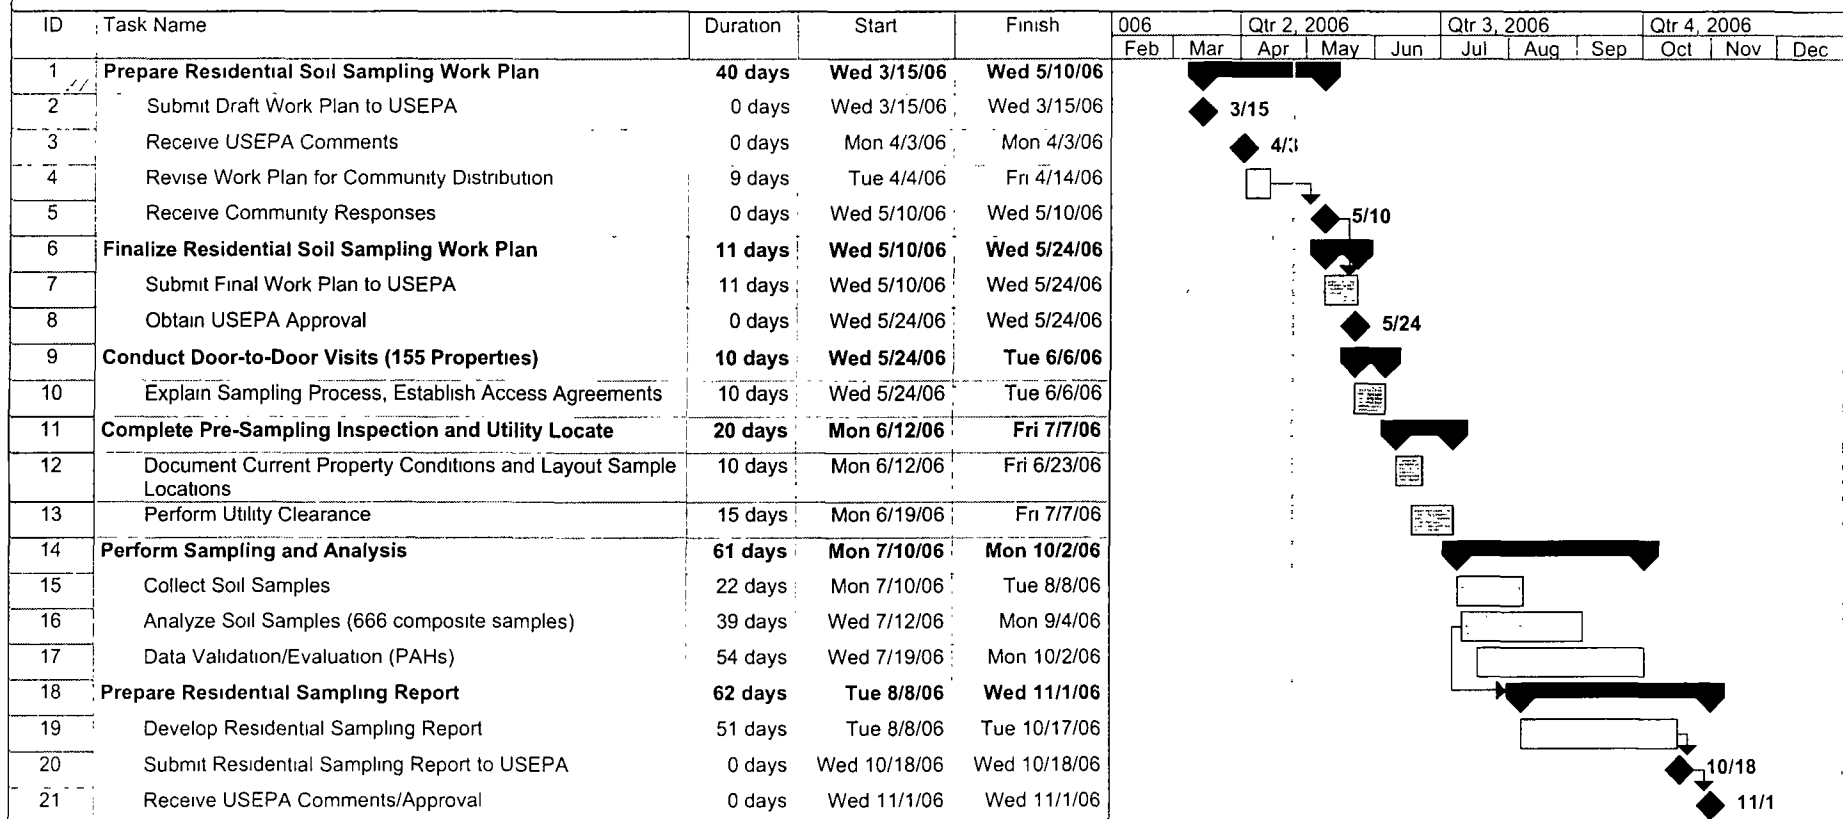 ID Task Name Duration Start Finish 006 Qtr 2, 2006 Qtr 3, 2006 Qtr 4, 2006
Feb Mar Apr May Jun Jul Aug Sep Oct Nov Dec
1 Prepare Residential Soil Sampling Work Plan 40 days Wed 3/15/06 Wed 5/10/06
2 Submit Draft Work Plan to USEPA 0 days Wed 3/15/06 Wed 3/15/06 3/15
3 Receive USEPA Comments 0 days Mon 4/3/06 Mon 4/3/06 4/3
4 Revise Work Plan for Community Distribution 9 days Tue 4/4/06 Fri 4/14/06
5 Receive Community Responses 0 days Wed 5/10/06 Wed 5/10/06 5/10
6 Finalize Residential Soil Sampling Work Plan 11 days Wed 5/10/06 Wed 5/24/06
7 Submit Final Work Plan to USEPA 11 days Wed 5/10/06 Wed 5/24/06
8 Obtain USEPA Approval 0 days Wed 5/24/06 Wed 5/24/06 5/24
9 Conduct Door-to-Door Visits (155 Properties) 10 days Wed 5/24/06 Tue 6/6/06
10 Explain Sampling Process, Establish Access Agreements 10 days Wed 5/24/06 Tue 6/6/06
11 Complete Pre-Sampling Inspection and Utility Locate 20 days Mon 6/12/06 Fri 7/7/06
12 Document Current Property Conditions and Layout Sample 10 days Mon 6/12/06 Fri 6/23/06
Locations
13 Perform Utility Clearance 15 days Mon 6/19/06 Fri 7/7/06
14 Perform Sampling and Analysis 61 days Mon 7/10/06 Mon 10/2/06
15 Collect Soil Samples 22 days Mon 7/10/06 Tue 8/8/06
16 Analyze Soil Samples (666 composite samples) 39 days Wed 7/12/06 Mon 9/4/06
17 Data Validation/Evaluation (PAHs) 54 days Wed 7/19/06 Mon 10/2/06
18 Prepare Residential Sampling Report 62 days Tue 8/8/06 Wed 11/1/06
19 Develop Residential Sampling Report 51 days Tue 8/8/06 Tue 10/17/06
20 Submit Residential Sampling Report to USEPA 0 days Wed 10/18/06 Wed 10/18/06 10/18
21 Receive USEPA Comments/Approval 0 days Wed 11/1/06 Wed 11/1/06 11/1